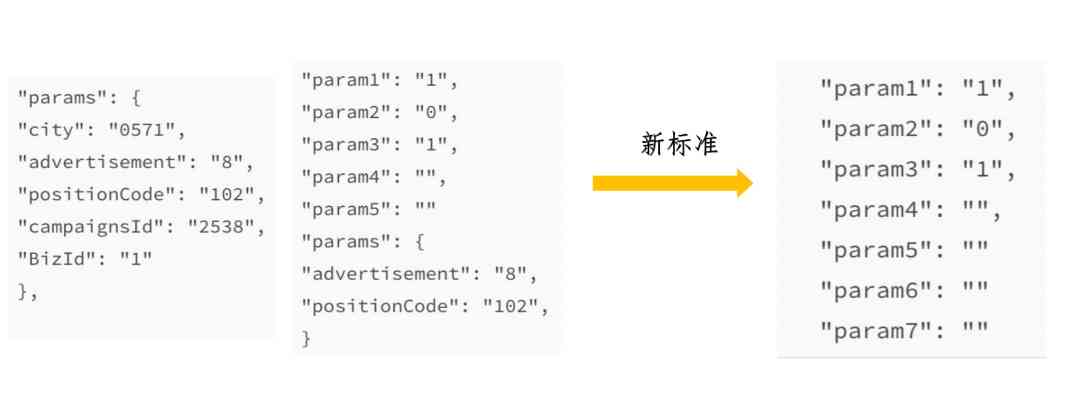 "params": {
"city": "0571",
"advertisement": "8",
"positionCode": "102",
"campaignsId": "2538",
"BizId": "1"
},
"param1": "1",
"param2": "0",
"param3": "1",
"param4": "",
"param5": ""
"params": {
"advertisement": "8",
"positionCode": "102",
}
新标准
"param1": "1",
"param2": "0",
"param3": "1",
"param4": "",
"param5": ""
"param6": ""
"param7": ""